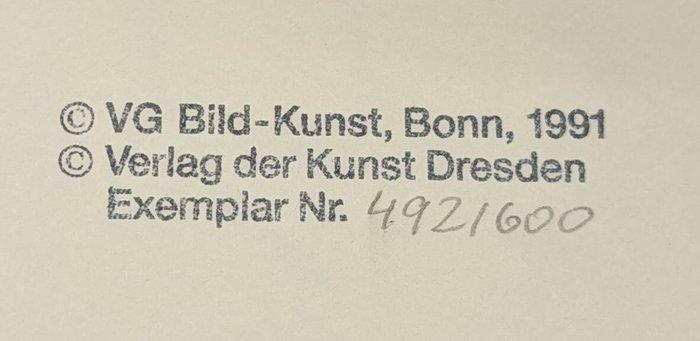 © VG Bild-Kunst, Bonn, 1991
© Verlag der Kunst Dresden
Exemplar Nr. 492/600